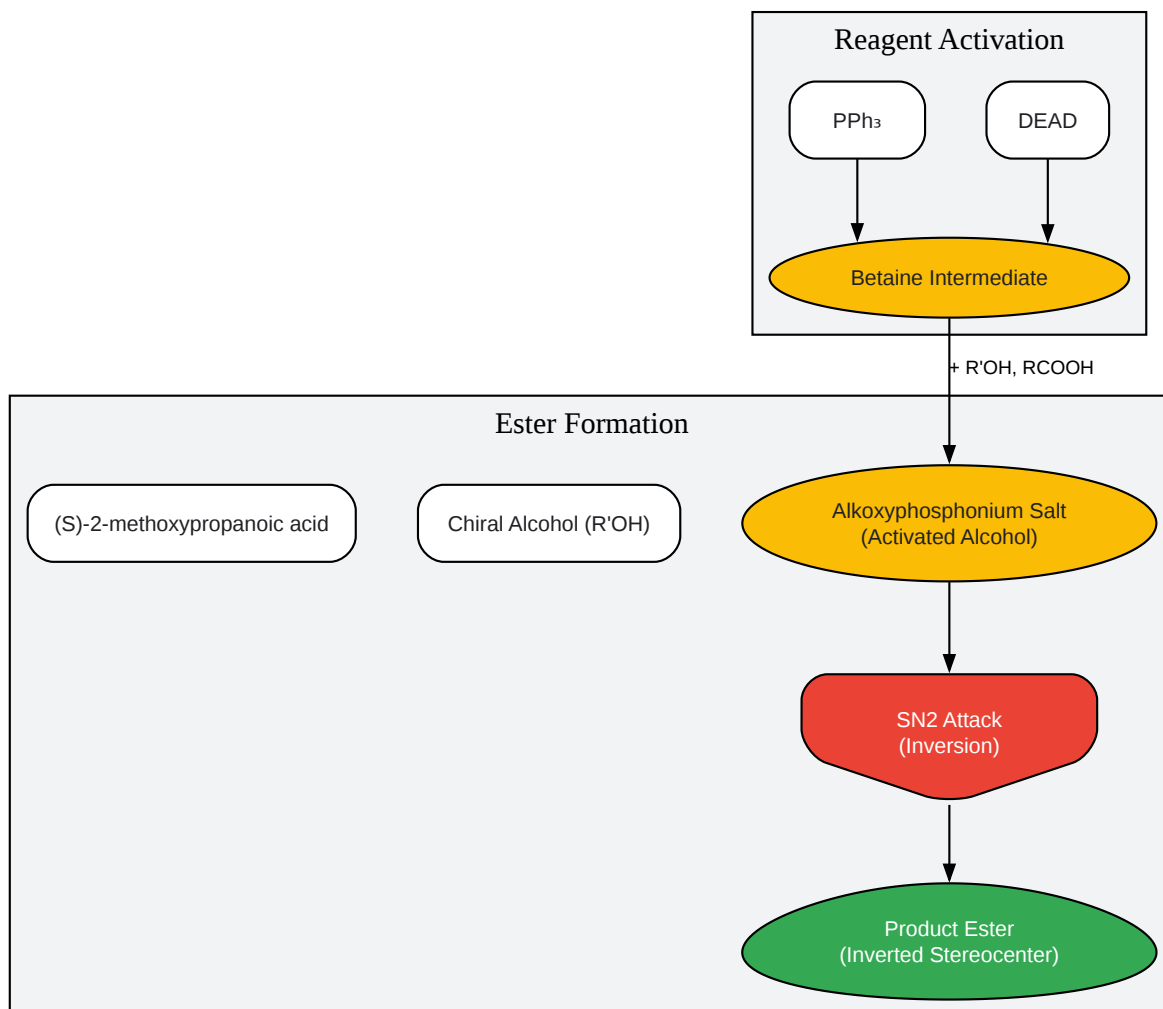 Reagent Activation
PPh₃
DEAD
Betaine Intermediate
+ R'OH, RCOOH
Ester Formation
(S)-2-methoxypropanoic acid
Chiral Alcohol (R'OH)
Alkoxyphosphonium Salt
(Activated Alcohol)
SN2 Attack
(Inversion)
Product Ester
(Inverted Stereocenter)